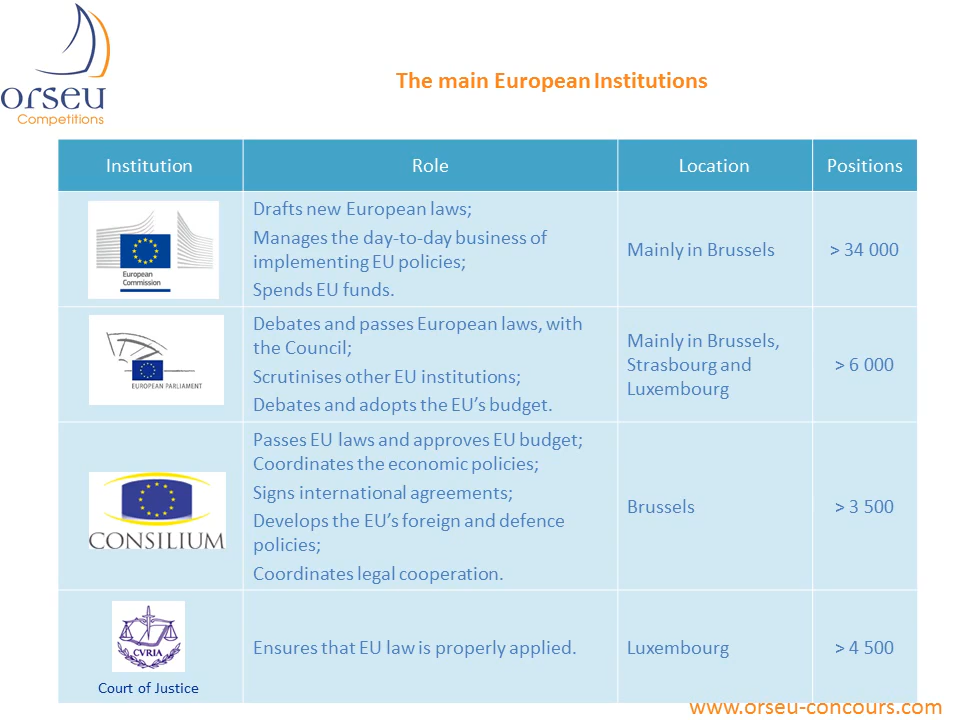 orseu
Competitions
The main European Institutions
Institution
Role
Location
Positions
European
Commission
Drafts new European laws;
Manages the day-to-day business of
implementing EU policies;
Spends EU funds.
Mainly in Brussels
> 34 000
EUROPEAN PARLIAMENT
Debates and passes European laws, with
the Council;
Scrutinises other EU institutions;
Debates and adopts the EU’s budget.
Mainly in Brussels,
Strasbourg and
Luxembourg
> 6 000
CONSILIUM
Passes EU laws and approves EU budget;
Coordinates the economic policies;
Signs international agreements;
Develops the EU’s foreign and defence
policies;
Coordinates legal cooperation.
Brussels
> 3 500
CVRIA
Court of Justice
Ensures that EU law is properly applied.
Luxembourg
> 4 500
www.orseu-concours.com